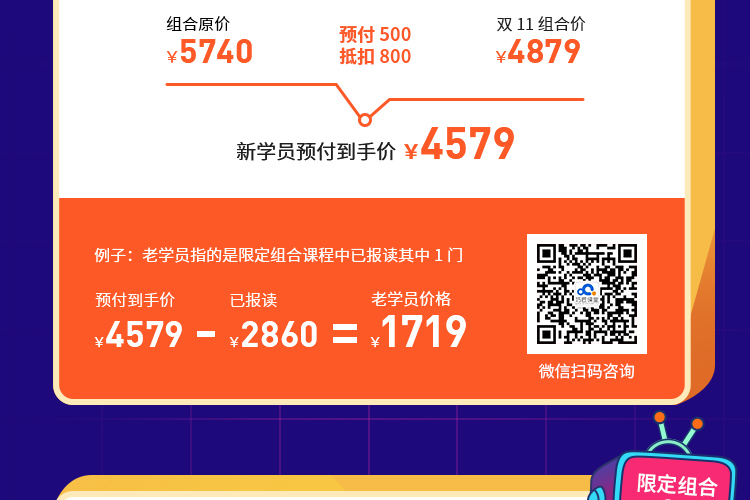 组合原价
¥5740
预付 500
抵扣 800
双 11 组合价
¥4879
新学员预付到手价 ¥4579
例子：老学员指的是限定组合课程中已报读其中 1 门
预付到手价 已报读 老学员价格
¥4579 - ¥2860 = ¥1719
微信扫码咨询
限定组合